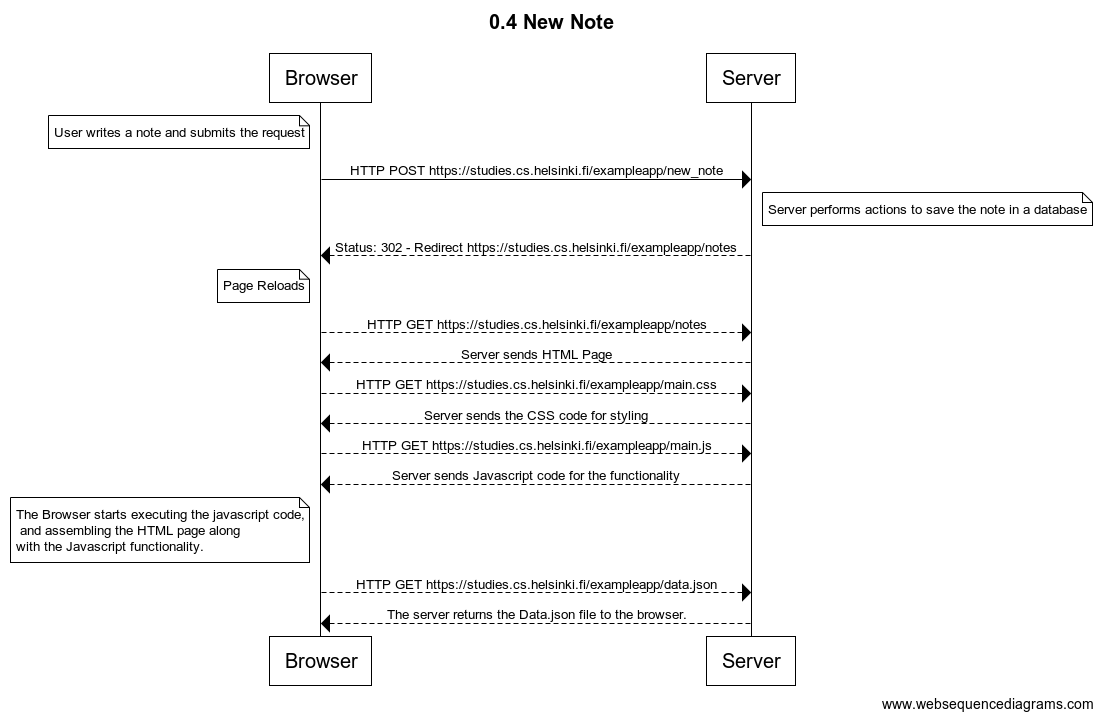 0.4 New Note
Browser
Server
User writes a note and submits the request
HTTP POST https://studies.cs.helsinki.fi/exampleapp/new_note
Server performs actions to save the note in a database
Status: 302 - Redirect https://studies.cs.helsinki.fi/exampleapp/notes
Page Reloads
HTTP GET https://studies.cs.helsinki.fi/exampleapp/notes
Server sends HTML Page
HTTP GET https://studies.cs.helsinki.fi/exampleapp/main.css
Server sends the CSS code for styling
HTTP GET https://studies.cs.helsinki.fi/exampleapp/main.js
Server sends Javascript code for the functionality
The Browser starts executing the javascript code,
and assembling the HTML page along
with the Javascript functionality.
HTTP GET https://studies.cs.helsinki.fi/exampleapp/data.json
The server returns the Data.json file to the browser.
Browser
Server
www.websequencediagrams.com